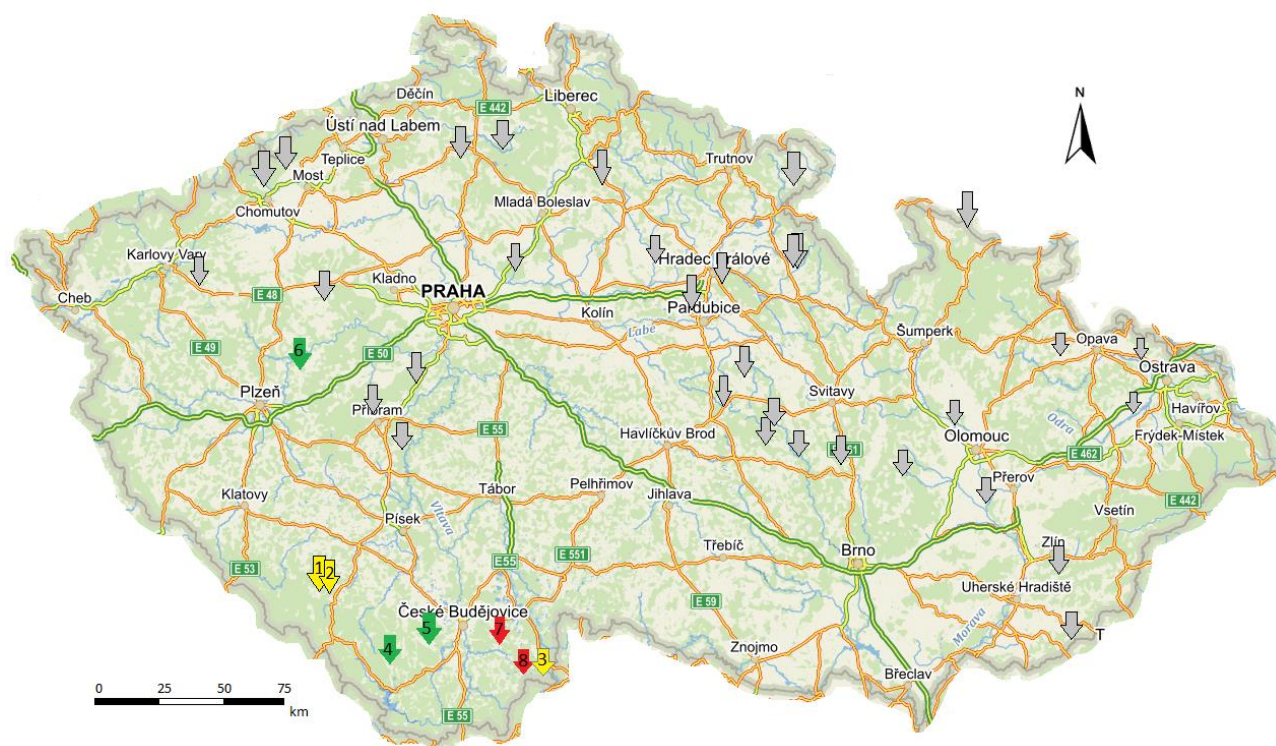 N
Děčín
E 442
Liberec
Ústí nad Labem
Teplice
Trutnov
Most
Chomutov
Mladá Boleslav
Karlovy Vary
Hradec Králové
Kladno
Cheb
E 48
PRAHA
Kolín
Pardubice
Labe
Šumperk
Opava
E 49
6
E 50
Ostrava
Plzeň
Svitavy
Havířov
Příbram
Odra
E 55
Havlíčkův Brod
Olomouc
Frýdek-Místek
E 462
Přerov
Klatovy
Tábor
Pelhřimov
Jihlava
E 442
Vltava
Vsetín
Písek
Třebíč
Brno
Zlín
E 53
1
2
E55
E 551
Uherské Hradiště
E 59
České Budějovice
5
7
Morava
T
4
8
3
Znojmo
Břeclav
0 25 50 75
km
E 55